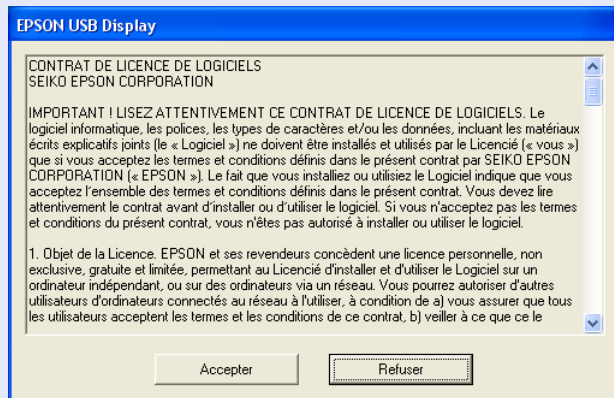 EPSON USB Display
CONTRAT DE LICENCE DE LOGICIELS
SEIKO EPSON CORPORATION
IMPORTANT ! LISEZ ATTENTIVEMENT CE CONTRAT DE LICENCE DE LOGICIELS. Le
logiciel informatique, les polices, les types de caractères et/ou les données, incluant les matériaux
écrits explicatifs joints (le « Logiciel ») ne doivent être installés et utilisés par le Licencié (« vous »)
que si vous acceptez les termes et conditions définis dans le présent contrat par SEIKO EPSON
CORPORATION (« EPSON »). Le fait que vous installiez ou utilisiez le Logiciel indique que vous
acceptez l'ensemble des termes et conditions définis dans le présent contrat. Vous devez lire
attentivement le contrat avant d'installer ou d'utiliser le logiciel. Si vous n'acceptez pas les termes
et conditions du présent contrat, vous n'êtes pas autorisé à installer ou utiliser le logiciel.
1. Objet de la Licence. EPSON et ses revendeurs concèdent une licence personnelle, non
exclusive, gratuite et limitée, permettant au Licencié d'installer et d'utiliser le Logiciel sur un
ordinateur indépendant, ou sur des ordinateurs via un réseau. Vous pourrez autoriser d'autres
utilisateurs d'ordinateurs connectés au réseau à l'utiliser, à condition de a) vous assurer que tous
les utilisateurs acceptent les termes et les conditions de ce contrat, b) veiller à ce que ce le
Accepter
Refuser